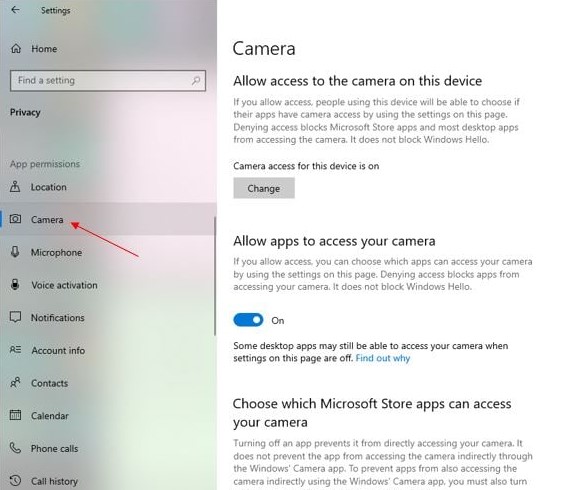 Settings
Home
Find a setting
Privacy
App permissions
Location
Camera
Microphone
Voice activation
Notifications
Account info
Contacts
Calendar
Phone calls
Call history
Camera
Allow access to the camera on this device
If you allow access, people using this device will be able to choose if
their apps have camera access by using the settings on this page.
Denying access blocks Microsoft Store apps and most desktop apps
from accessing the camera. It does not block Windows Hello.
Camera access for this device is on
Change
Allow apps to access your camera
If you allow access, you can choose which apps can access your camera
by using the settings on this page. Denying access blocks apps from
accessing your camera. It does not block Windows Hello.
On
Some desktop apps may still be able to access your camera when
settings on this page are off. Find out why
Choose which Microsoft Store apps can access
your camera
Turning off an app prevents it from directly accessing your camera. It
does not prevent the app from accessing the camera indirectly through
the Windows' Camera app. To prevent apps from also accessing the
camera indirectly using the Windows' Camera app, you must also turn